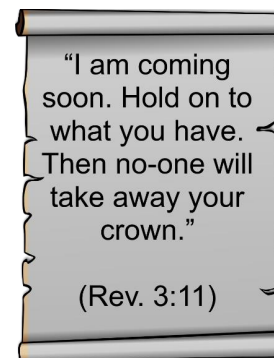 “I am coming
soon. Hold on to
what you have.
Then no-one will
take away your
crown.”
(Rev. 3:11)